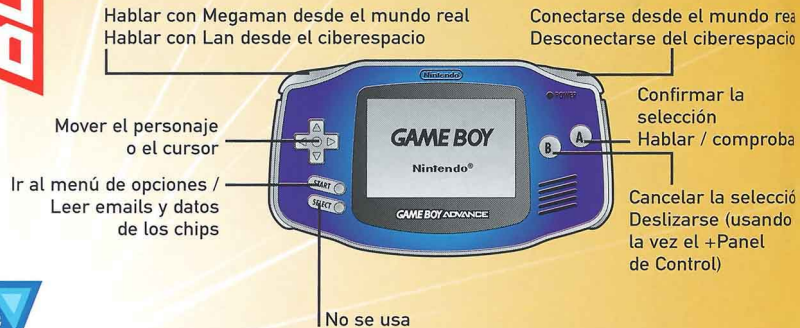 Hablar con Megaman desde el mundo real
Hablar con Lan desde el ciberespacio
Conectarse desde el mundo
Desconectarse del ciberespacio
Mover el personaje
o el cursor
Ir al menú de opciones /
Leer emails y datos
de los chips
Nintendo
POWER
GAME BOY
Nintendo®
START
SELECT
GAME BOY ADVANCE
B
A
Confirmar la
selección
Hablar /
Cancelar la
Deslizarse (usando
la vez el +Panel
de Control)
No se usa